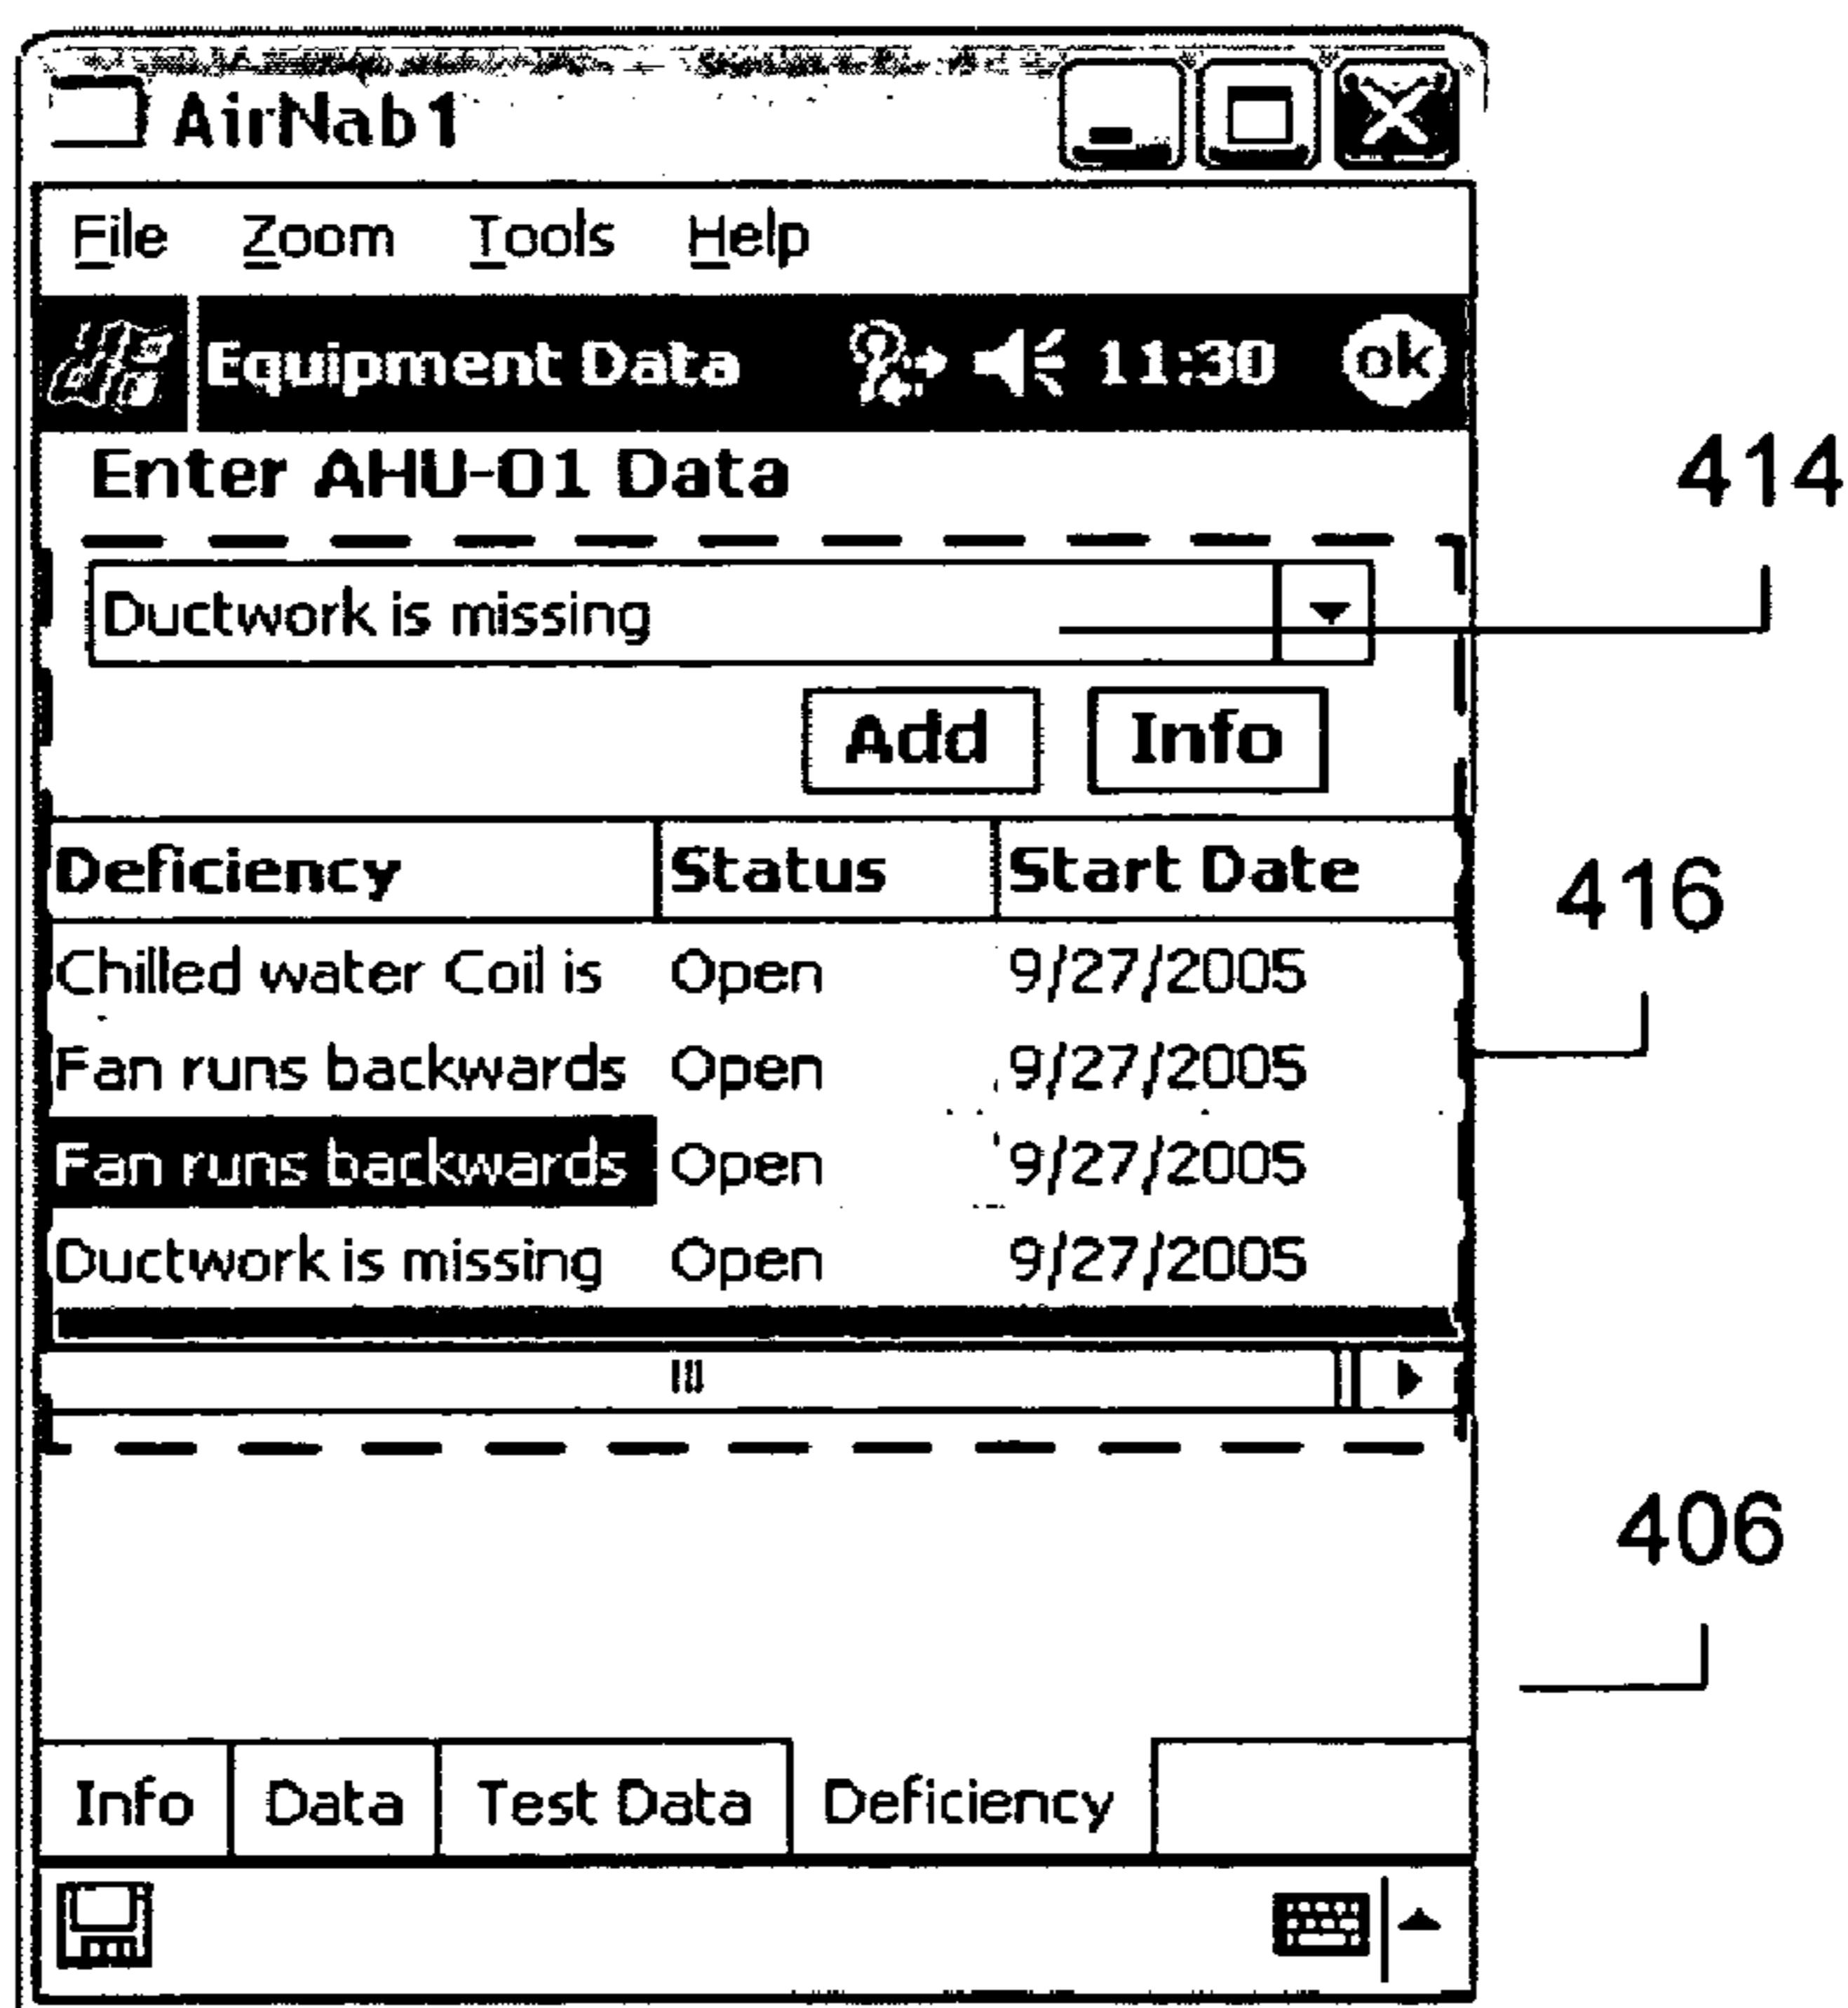 AirNab1
File Zoom Tools Help
Equipment Data 11:30 ok
Enter AHU-01 Data
414
Ductwork is missing
Add Info
Deficiency Status Start Date
416
Chilled water Coil is Open 9/27/2005
Fan runs backwards Open 9/27/2005
Fan runs backwards Open 9/27/2005
Ductwork is missing Open 9/27/2005
406
Info Data Test Data Deficiency